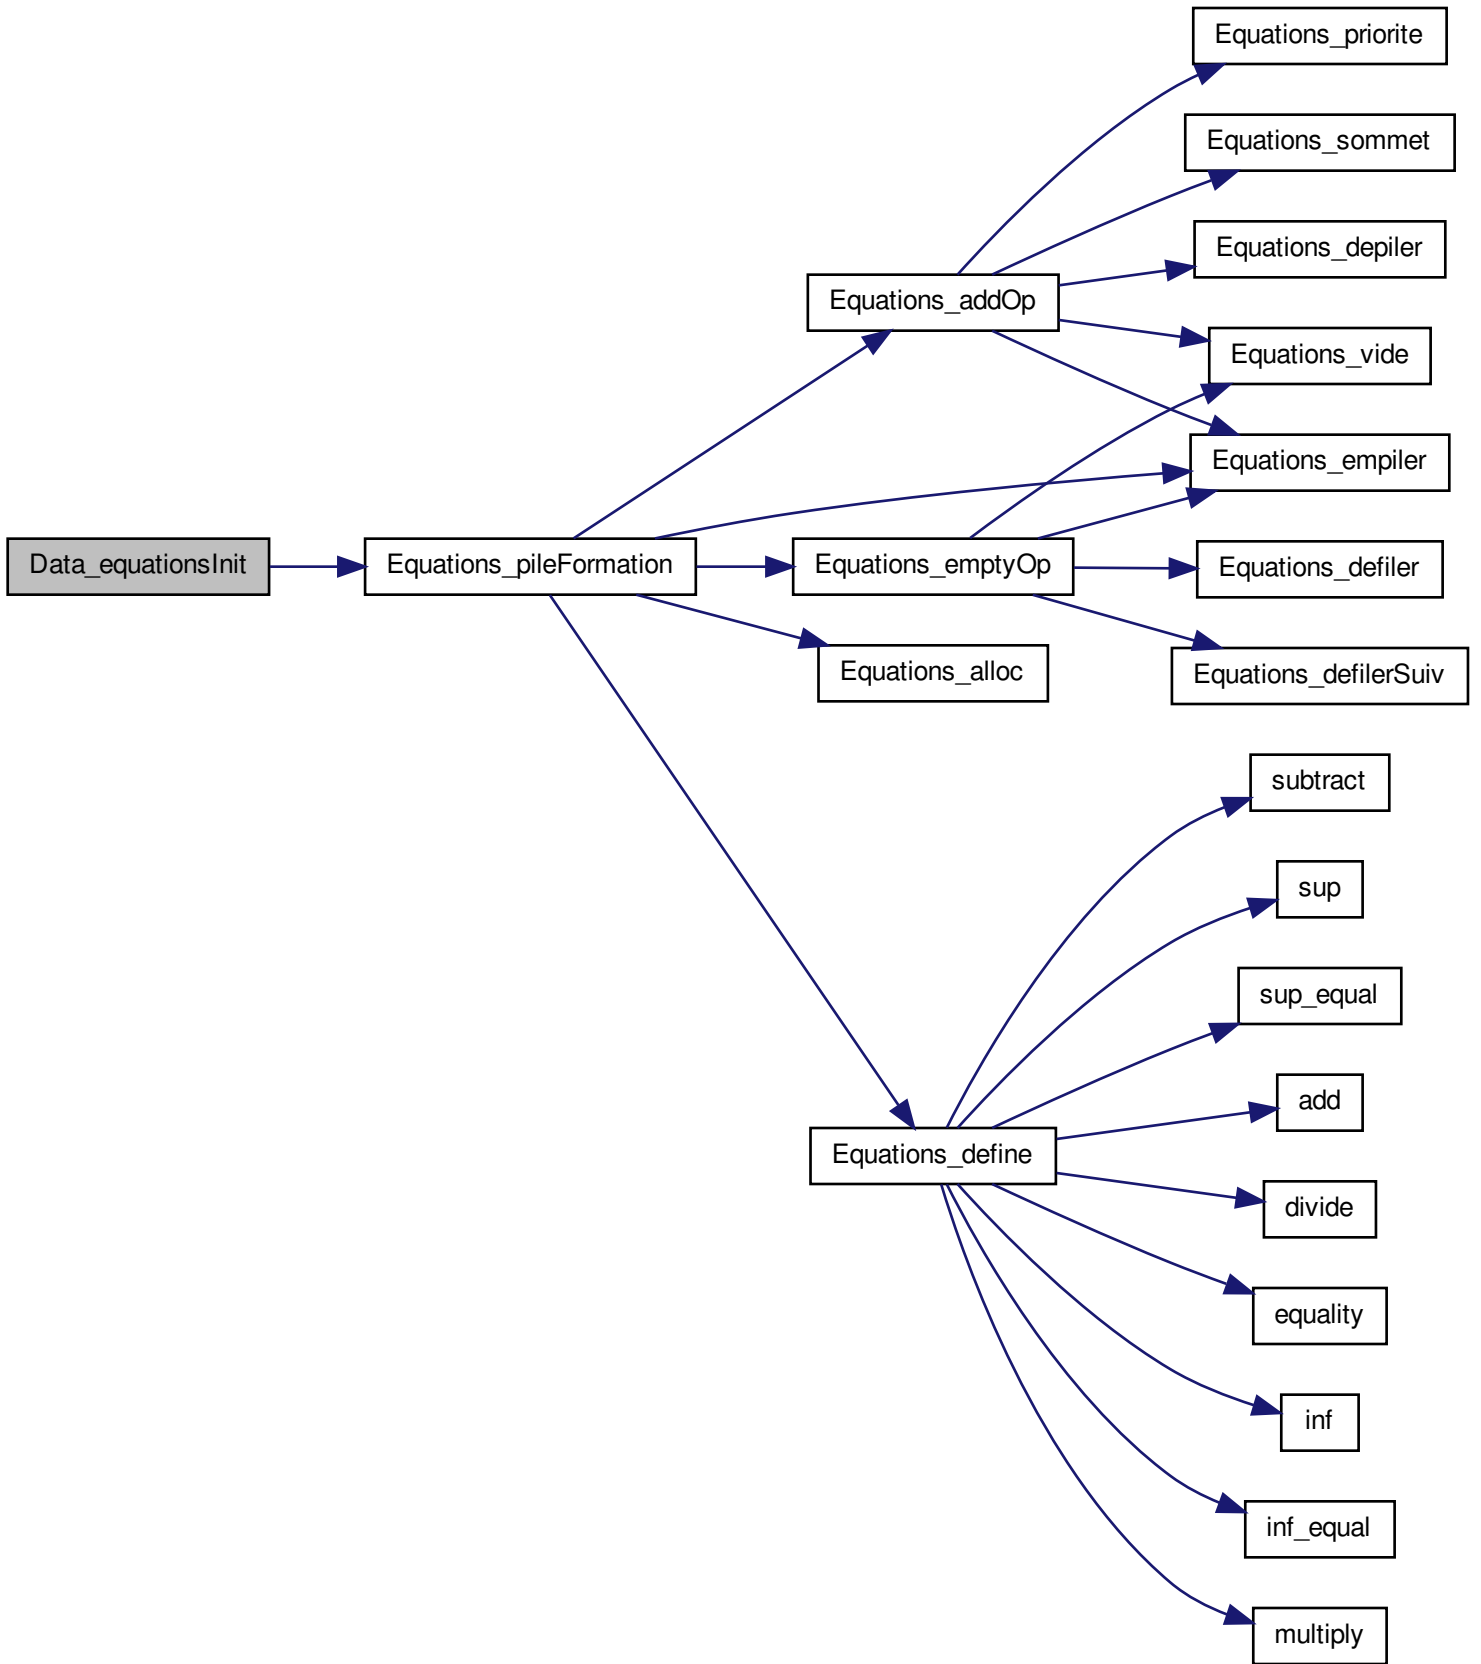 Equations_priorite
Equations_sommet
Equations_depiler
Equations_addOp
Equations_vide
Equations_empiler
Data_equationsInit
Equations_pileFormation
Equations_emptyOp
Equations_defiler
Equations_alloc
Equations_defilerSuiv
subtract
sup
sup_equal
add
Equations_define
divide
equality
inf
inf_equal
multiply